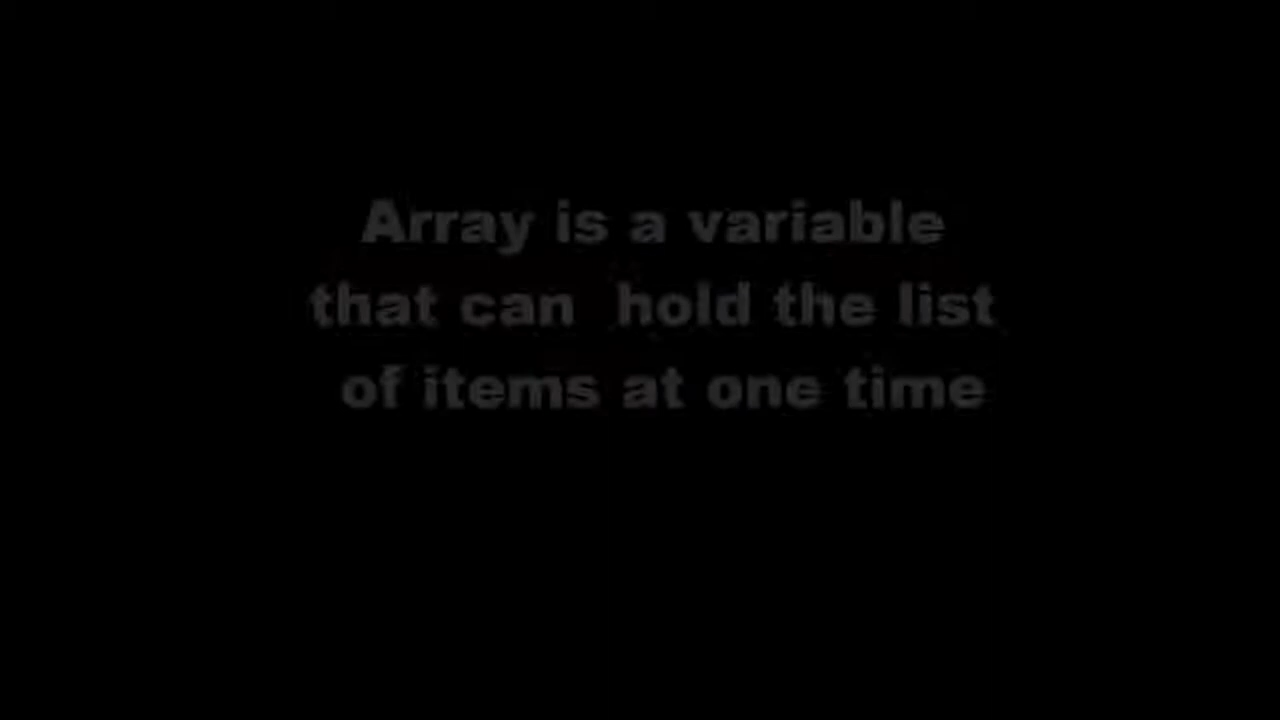 Array is a variable
that can hold the list
of items at one time